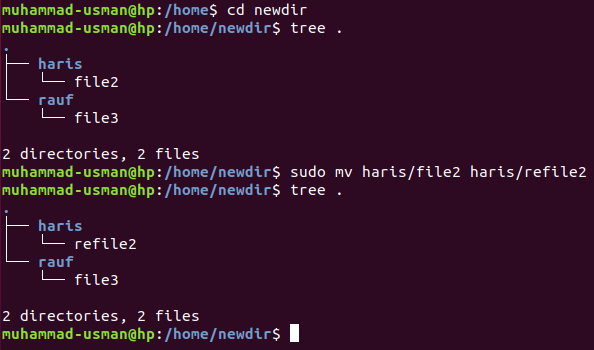 muhammad-usman@hp:/home$ cd newdir
muhammad-usman@hp:/home/newdir$ tree .
.
├── haris
│   └── file2
└── rauf
    └── file3

2 directories, 2 files
muhammad-usman@hp:/home/newdir$ sudo mv haris/file2 haris/refile2
muhammad-usman@hp:/home/newdir$ tree .
.
├── haris
│   └── refile2
└── rauf
    └── file3

2 directories, 2 files
muhammad-usman@hp:/home/newdir$